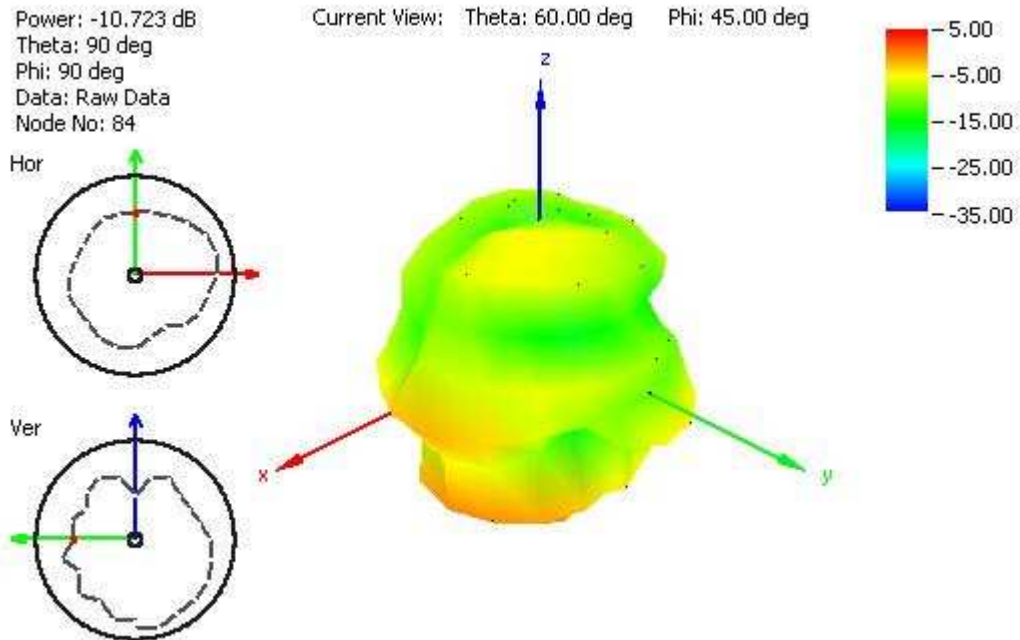 Power: -10.723 dB
Theta: 90 deg
Phi: 90 deg
Data: Raw Data
Node No: 84
Current View: Theta: 60.00 deg Phi: 45.00 deg
5.00
-5.00
-15.00
-25.00
-35.00
Hor
Ver
z
x
y